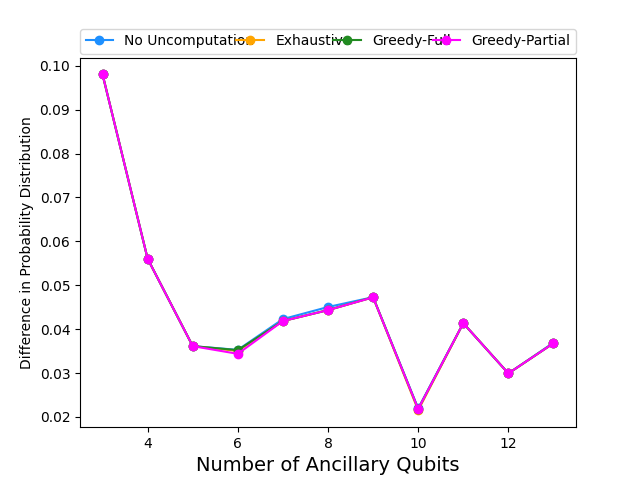 No Uncomputation Exhaustive Greedy-Full Greedy-Partial
0.10
0.09
0.08
0.07
0.06
0.05
0.04
0.03
0.02
Difference in Probability Distribution
4 6 8 10 12
Number of Ancillary Qubits